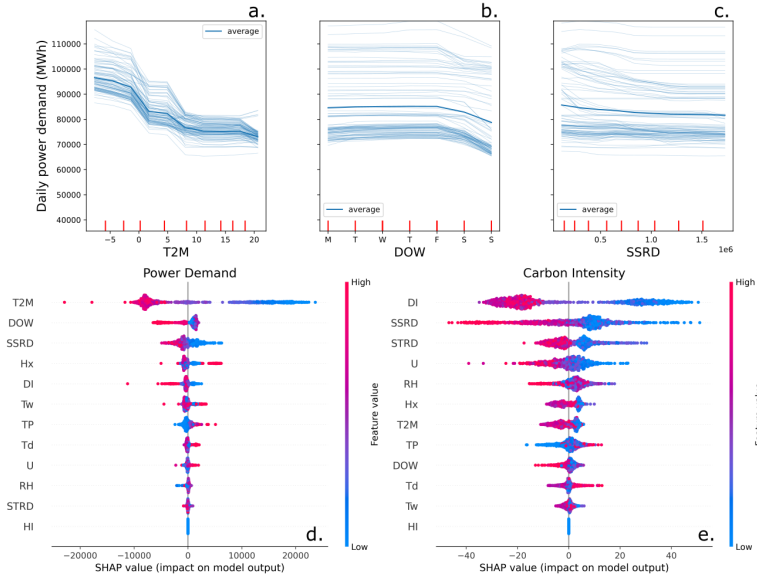 a.
b.
c.
Daily power demand (MWh)
110000
100000
90000
80000
70000
60000
50000
40000
average
average
average
−5 0 5 10 15 20
M T W T F S S
0.5 1.0 1.5
1e6
T2M
DOW
SSRD
Power Demand
Carbon Intensity
High
High
T2M
DOW
SSRD
Hx
DI
Tw
TP
Td
U
RH
STRD
HI
Feature value
Low
d.
−20000 −10000 0 10000 20000
SHAP value (impact on model output)
DI
SSRD
STRD
U
RH
Hx
T2M
TP
DOW
Td
Tw
HI
Low
e.
−40 −20 0 20 40
SHAP value (impact on model output)